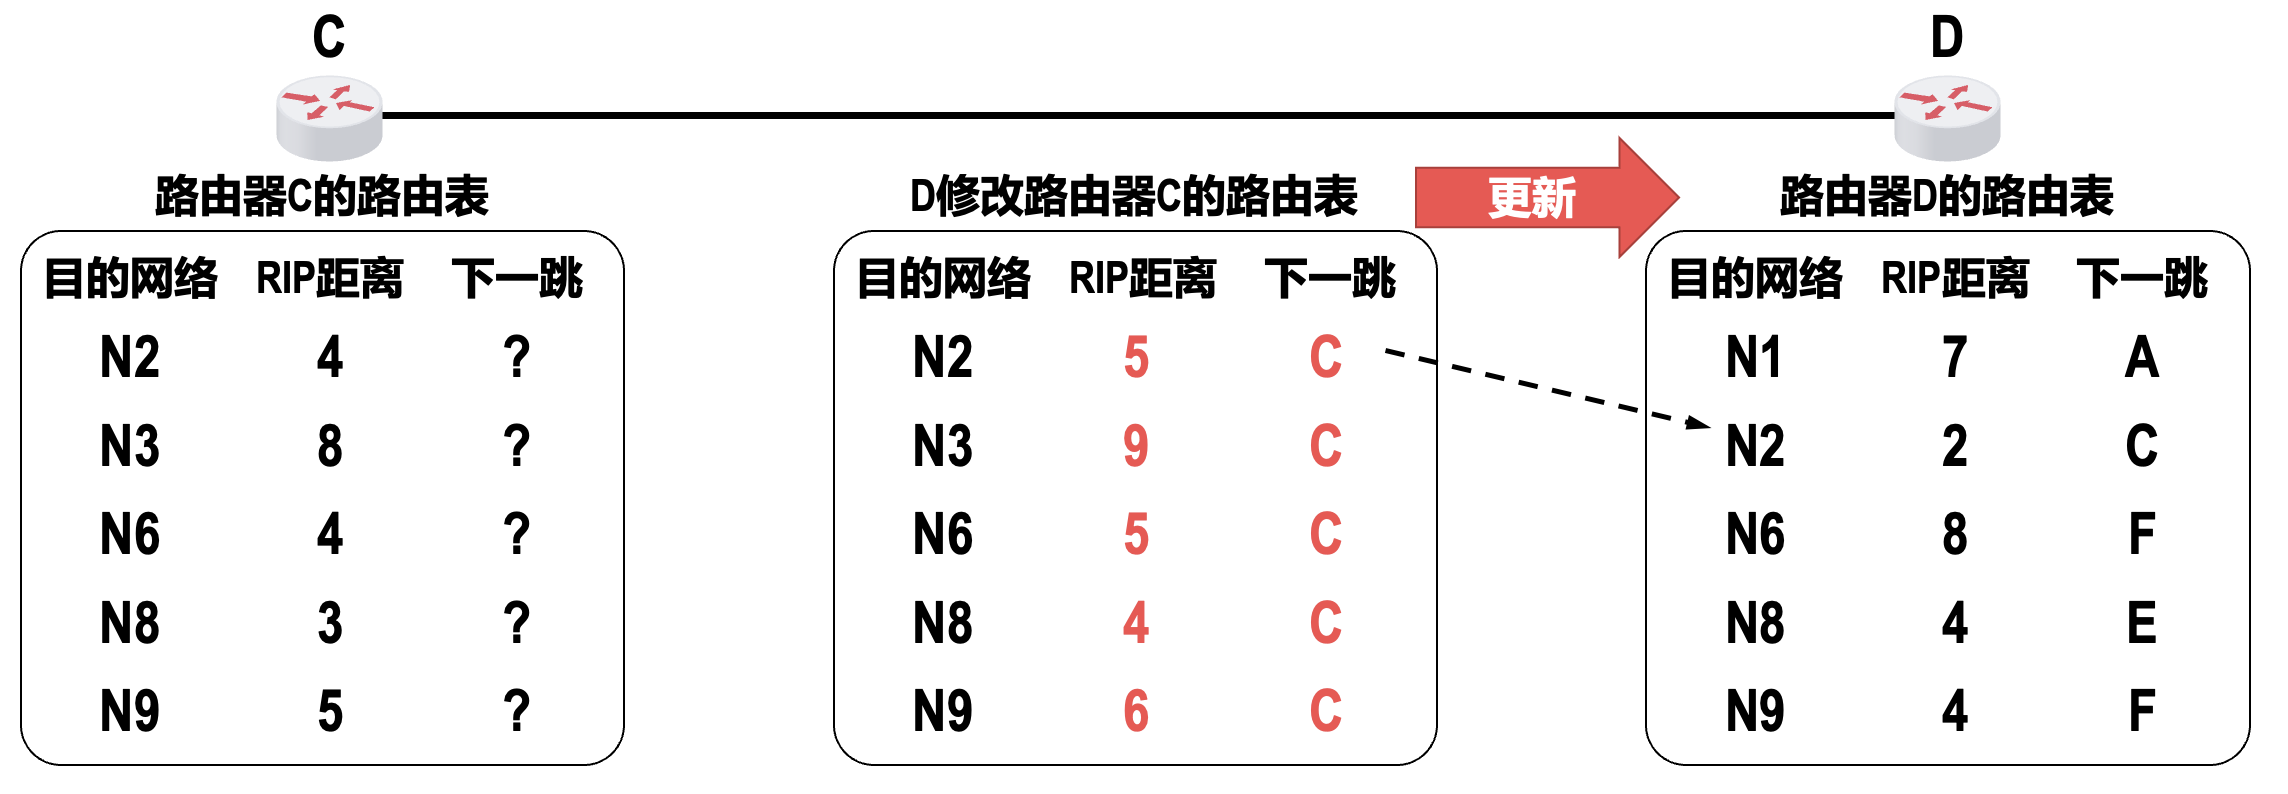 C
D
路由器C的路由表
目的网络 RIP距离 下一跳
N2 4 ?
N3 8 ?
N6 4 ?
N8 3 ?
N9 5 ?
D修改路由器C的路由表
目的网络 RIP距离 下一跳
N2 5 C
N3 9 C
N6 5 C
N8 4 C
N9 6 C
更新
路由器D的路由表
目的网络 RIP距离 下一跳
N1 7 A
N2 2 C
N6 8 F
N8 4 E
N9 4 F